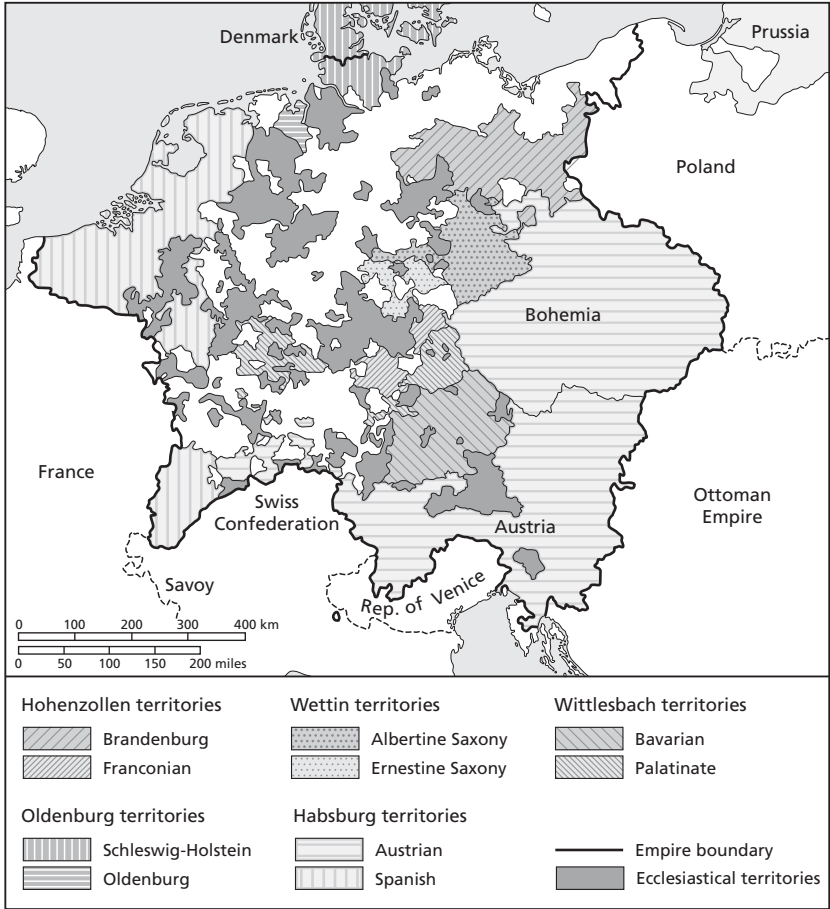 Denmark
Prussia
Poland
Bohemia
France
Swiss
Confederation
Ottoman
Empire
Austria
Savoy
Rep. of Venice
0 100 200 300 400 km
0 50 100 150 200 miles
Hohenzollen territories
Brandenburg
Franconian
Wettin territories
Albertine Saxony
Ernestine Saxony
Wittlesbach territories
Bavarian
Palatinate
Oldenburg territories
Schleswig-Holstein
Oldenburg
Habsburg territories
Austrian
Spanish
Empire boundary
Ecclesiastical territories